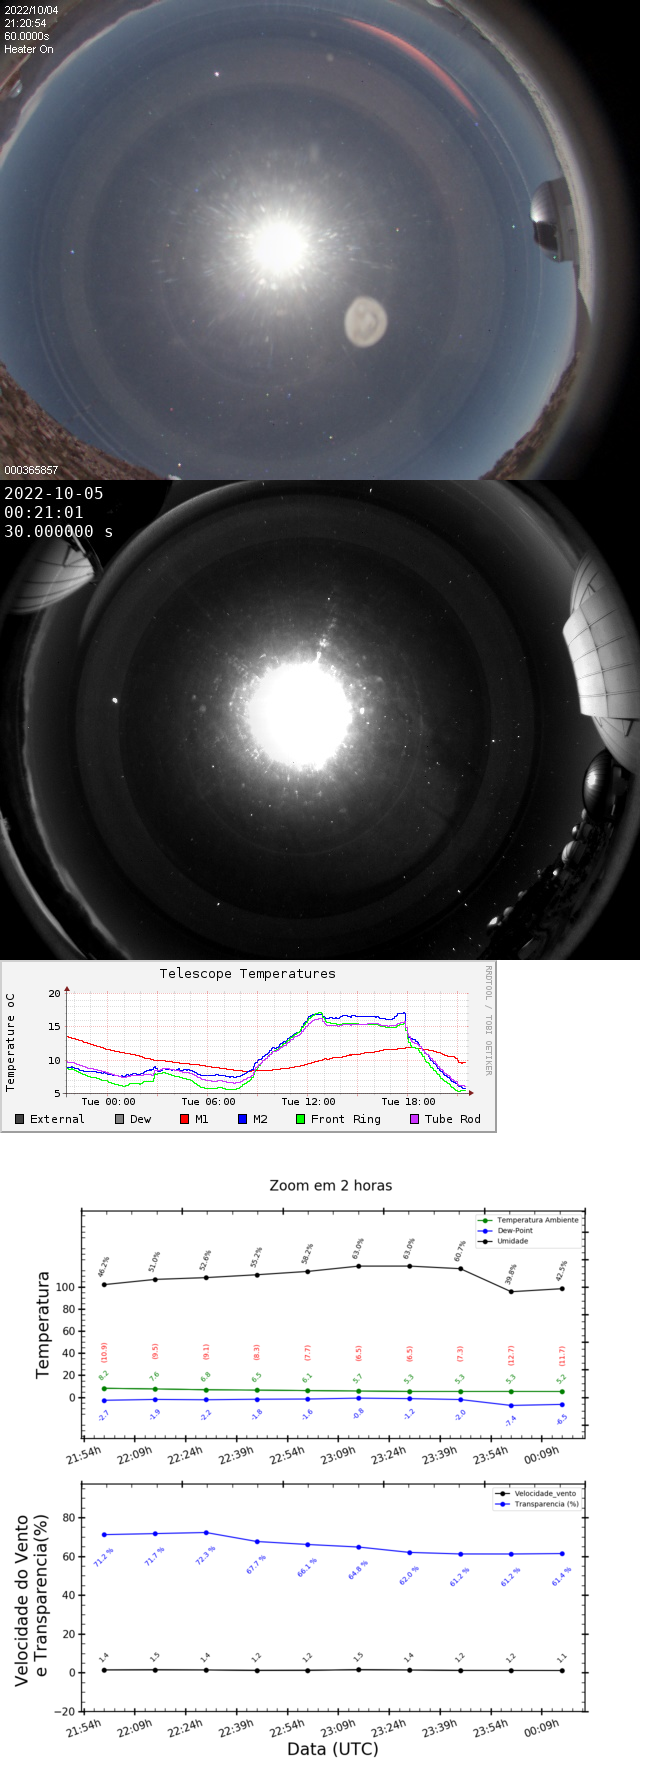 2022/10/04
21:20:54
60.0000s
Heater On
000365857
2022-10-05
00:21:01
30.000000 s
Telescope Temperatures
RRDTOOL / TOBI OETIKER
Temperature oC
20
15
10
5
Tue 00:00 Tue 06:00 Tue 12:00 Tue 18:00
External Dew M1 M2 Front Ring Tube Rod
Zoom em 2 horas
Temperatura Ambiente
Dew-Point
Umidade
Temperatura
100
80
60
40
20
0
46.2% 51.0% 52.6% 55.2% 58.2% 63.0% 63.0% 60.7% 39.8% 42.5%
(10.9) (9.5) (9.1) (8.3) (7.7) (6.5) (6.5) (7.3) (12.7) (11.7)
8.2 7.6 6.8 6.5 6.1 5.7 5.3 5.3 5.3 5.2
-2.7 -1.9 -2.2 -1.8 -1.6 -0.8 -1.2 -2.0 -7.4 -6.5
21:54h 22:09h 22:24h 22:39h 22:54h 23:09h 23:24h 23:39h 23:54h 00:09h
Velocidade_vento
Transparencia (%)
Velocidade do Vento
e Transparencia(%)
80
60
40
20
0
−20
71.2 % 71.7 % 72.3 % 67.7 % 66.1 % 64.8 % 62.0 % 61.2 % 61.2 % 61.4 %
1.4 1.5 1.4 1.2 1.2 1.5 1.4 1.2 1.2 1.1
21:54h 22:09h 22:24h 22:39h 22:54h 23:09h 23:24h 23:39h 23:54h 00:09h
Data (UTC)